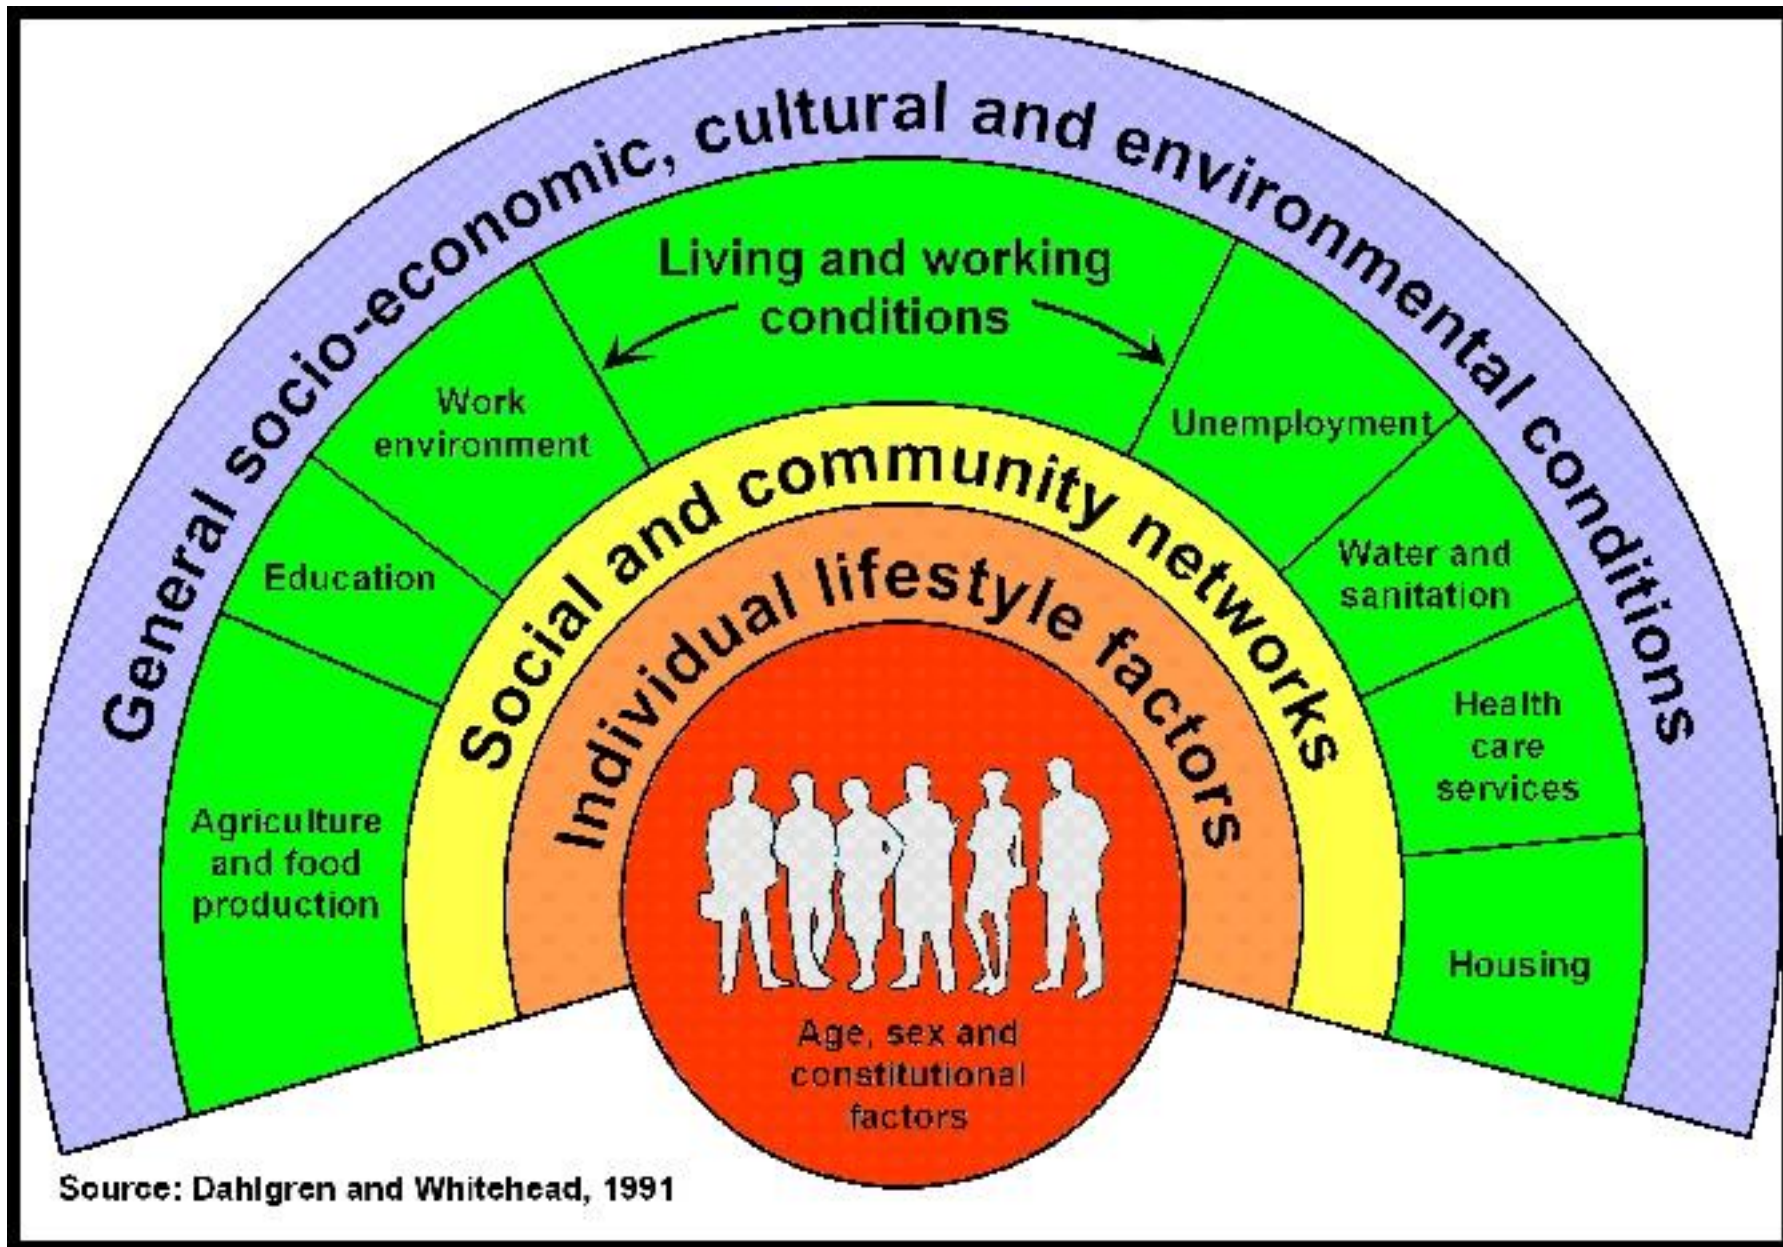 General socio-economic, cultural and environmental conditions
Living and working
conditions
Work
environment
Unemployment
Education
Water and
sanitation
Agriculture
and food
production
Health
care
services
Housing
Social and community networks
Individual lifestyle factors
Age, sex and
constitutional
factors
Source: Dahlgren and Whitehead, 1991